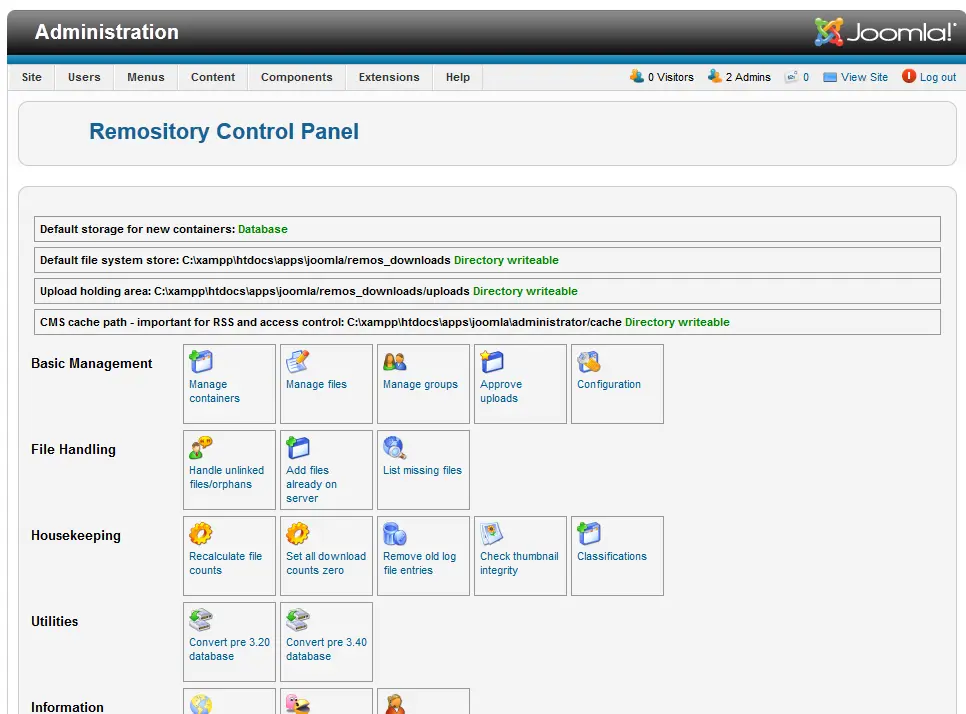 Administration
Joomla!
Site Users Menus Content Components Extensions Help 0 Visitors 2 Admins 0 View Site Log out
Remository Control Panel
Default storage for new containers: Database
Default file system store: C:\xampp\htdocs\apps\joomla/remos_downloads Directory writeable
Upload holding area: C:\xampp\htdocs\apps\joomla/remos_downloads/uploads Directory writeable
CMS cache path - important for RSS and access control: C:\xampp\htdocs\apps\joomla\administrator/cache Directory writeable
Basic Management
Manage
containers
Manage files
Manage groups
Approve
uploads
Configuration
File Handling
Handle unlinked
files/orphans
Add files
already on
server
List missing files
Housekeeping
Recalculate file
counts
Set all download
counts zero
Remove old log
file entries
Check thumbnail
integrity
Classifications
Utilities
Convert pre 3.20
database
Convert pre 3.40
database
Information